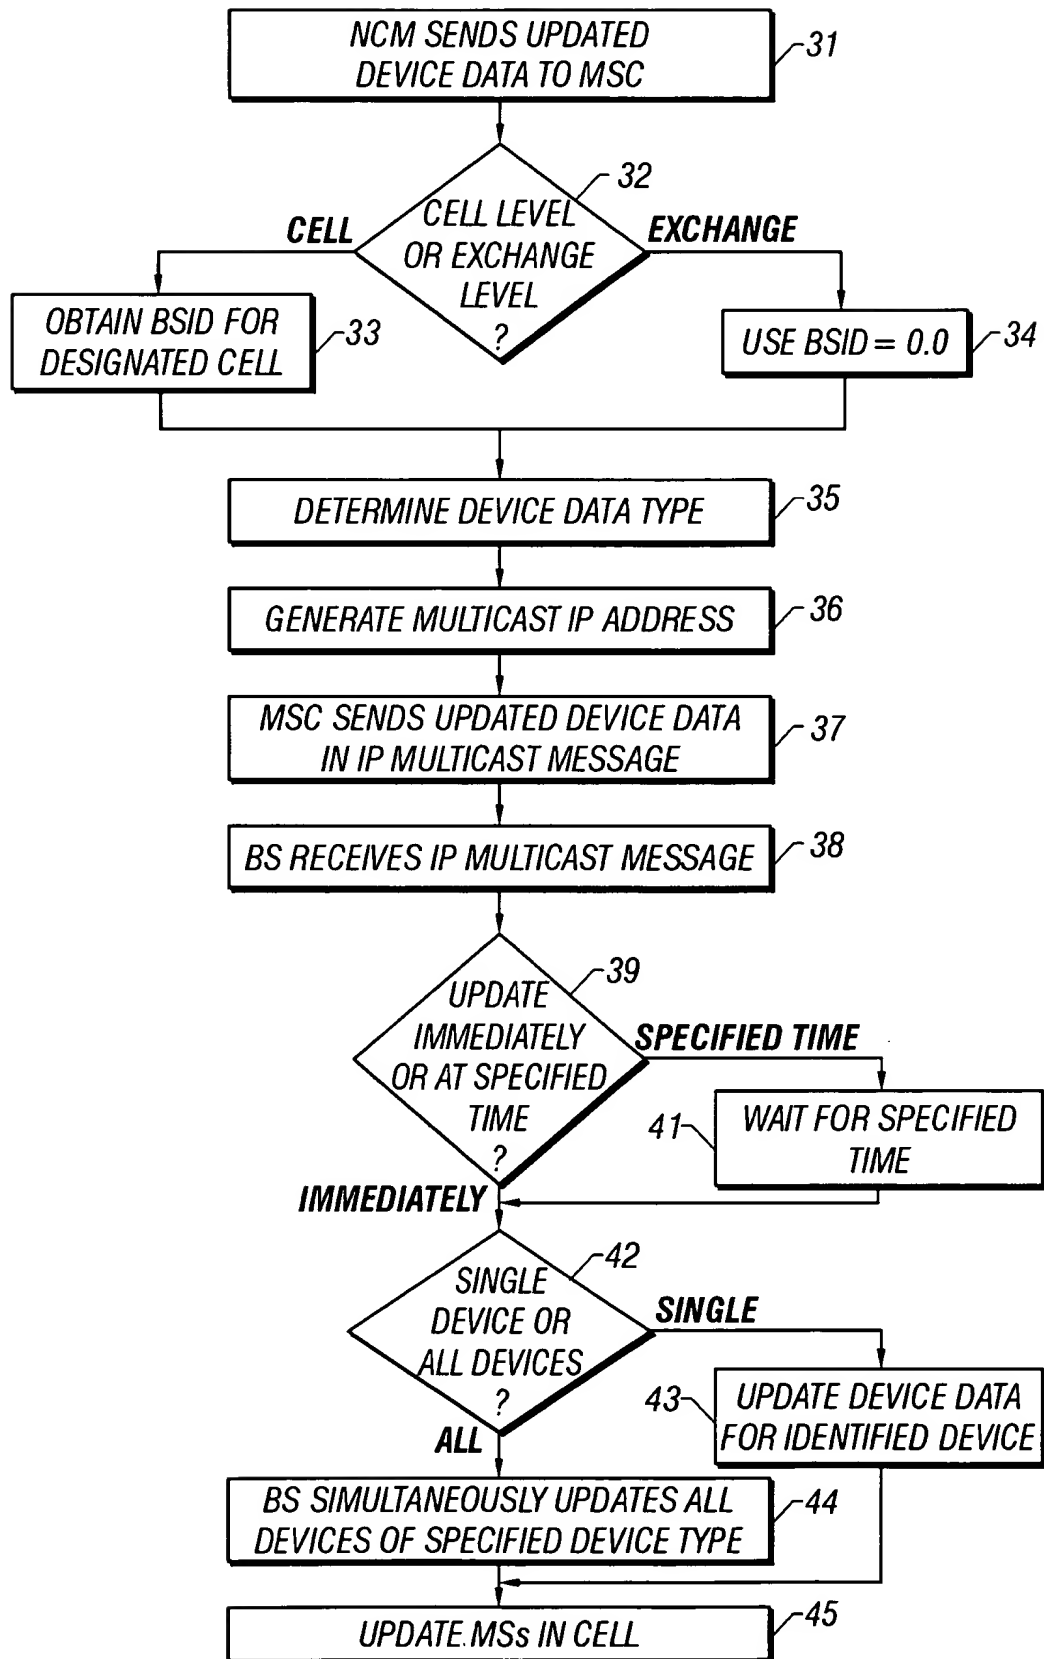 NCM SENDS UPDATED
DEVICE DATA TO MSC
31
32
CELL LEVEL
OR EXCHANGE
LEVEL
?
CELL
EXCHANGE
OBTAIN BSID FOR
DESIGNATED CELL
33
USE BSID = 0.0
34
DETERMINE DEVICE DATA TYPE
35
GENERATE MULTICAST IP ADDRESS
36
MSC SENDS UPDATED DEVICE DATA
IN IP MULTICAST MESSAGE
37
BS RECEIVES IP MULTICAST MESSAGE
38
39
UPDATE
IMMEDIATELY
OR AT SPECIFIED
TIME
?
SPECIFIED TIME
41
WAIT FOR SPECIFIED
TIME
IMMEDIATELY
42
SINGLE
DEVICE OR
ALL DEVICES
?
SINGLE
43
UPDATE DEVICE DATA
FOR IDENTIFIED DEVICE
ALL
BS SIMULTANEOUSLY UPDATES ALL
DEVICES OF SPECIFIED DEVICE TYPE
44
UPDATE MSs IN CELL
45